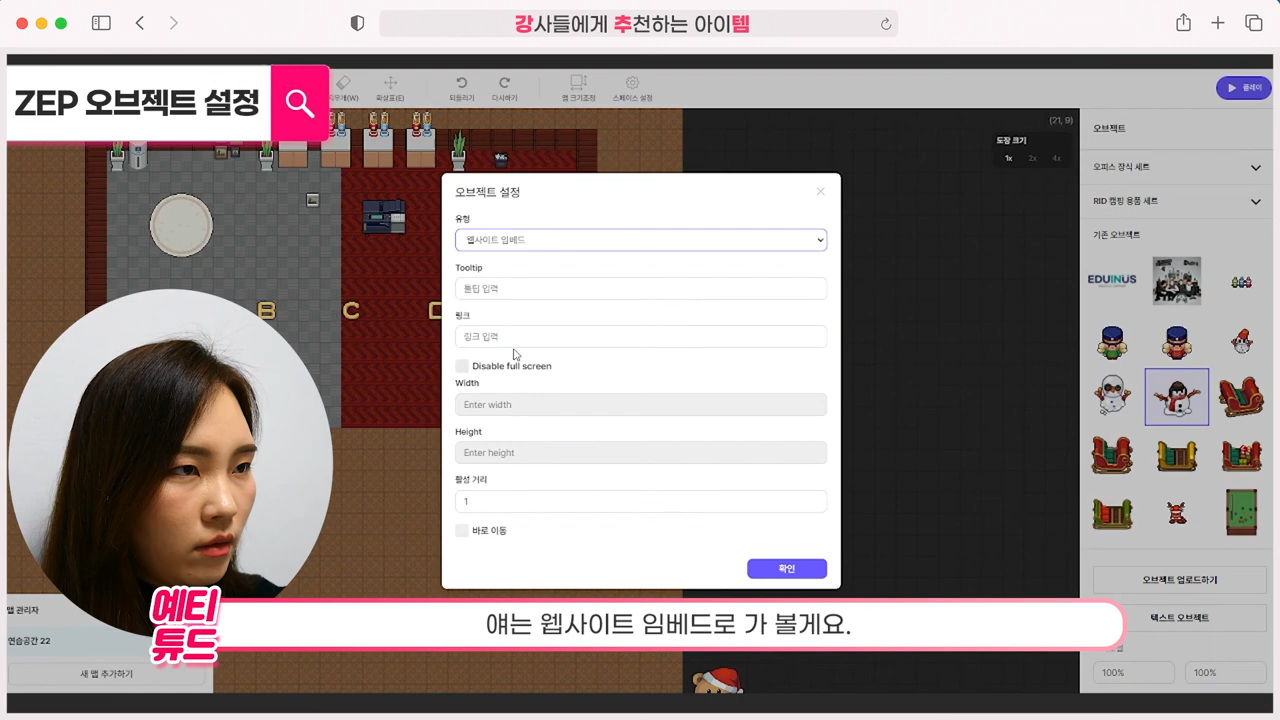 강사들에게 추천하는 아이템
ZEP 오브젝트 설정
지우개(W)
화살표(E)
되돌리기
다시하기
맵 크기조정
스페이스 설정
플레이
(21, 9)
도장 크기
1x 2x 4x
오브젝트
오피스 장식 세트
RID 캠핑 용품 세트
기존 오브젝트
EDUINUS
B C
오브젝트 설정
유형
웹사이트 임베드
Tooltip
툴팁 입력
링크
링크 입력
Disable full screen
Width
Enter width
Height
Enter height
활성 거리
1
바로 이동
확인
오브젝트 업로드하기
텍스트 오브젝트
100% 100%
맵 관리자
연습공간 22
새 맵 추가하기
예티
튜드
얘는 웹사이트 임베드로 가 볼게요.